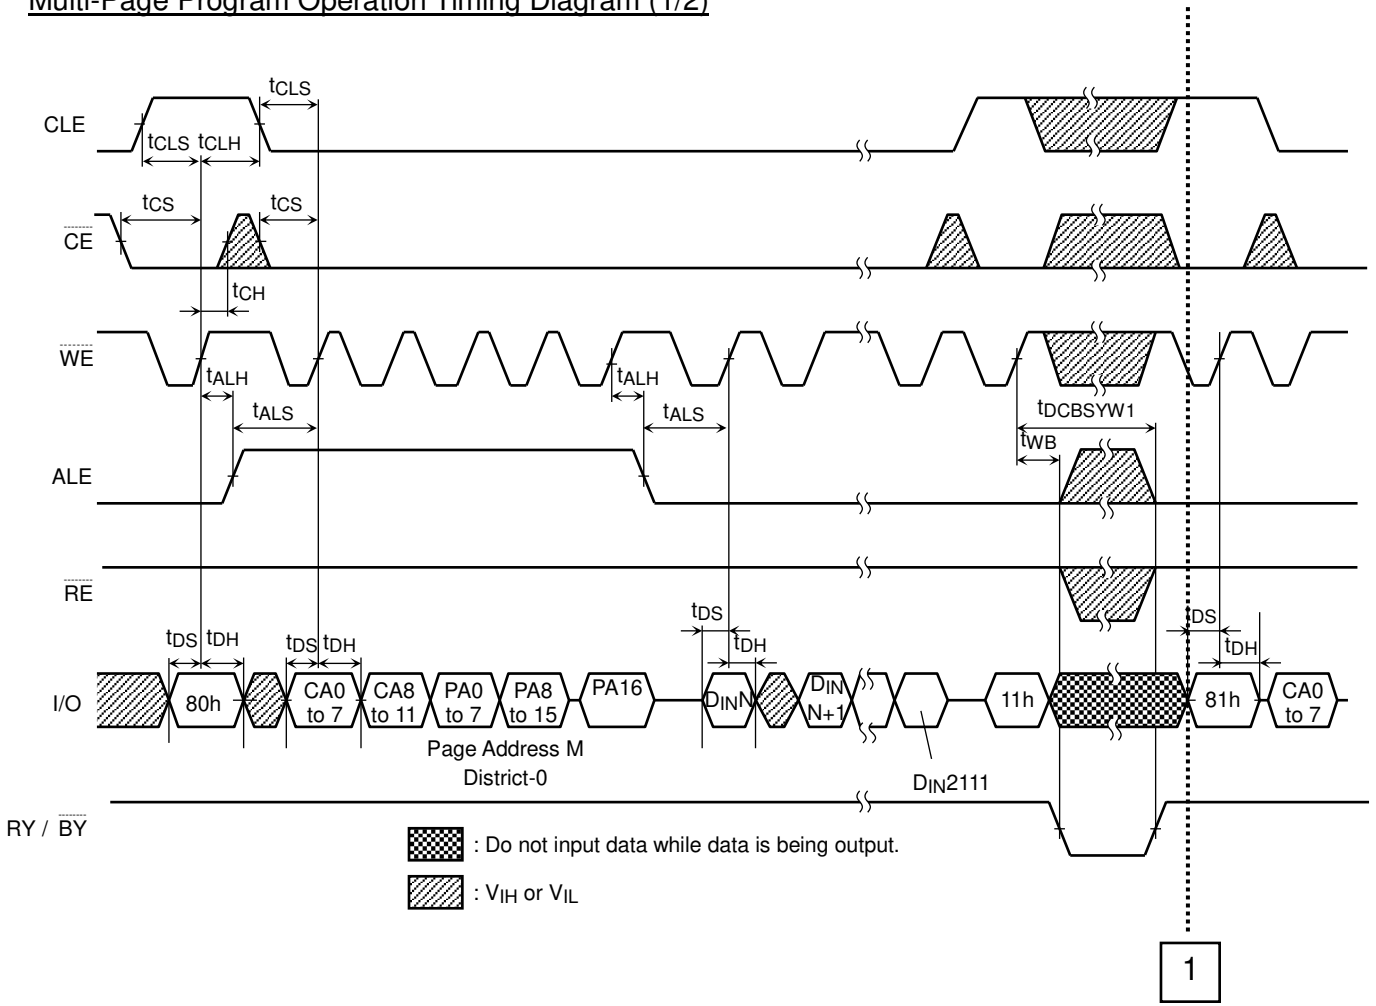 Multi-Page Program Operation Timing Diagram (1/2)
tCLS
CLE
tCLS tCLH
tCS tCS
CE
tCH
WE
tALH tALH
tALS tALS tDCBSYW1
tWB
ALE
RE
tDS tDS
tDS tDH tDS tDH tDH tDH
I/O 80h CA0 to 7 CA8 to 11 PA0 to 7 PA8 to 15 PA16 DINN DIN N+1 11h 81h CA0 to 7
Page Address M
District-0
DIN2111
RY / BY
: Do not input data while data is being output.
: VIH or VIL
1